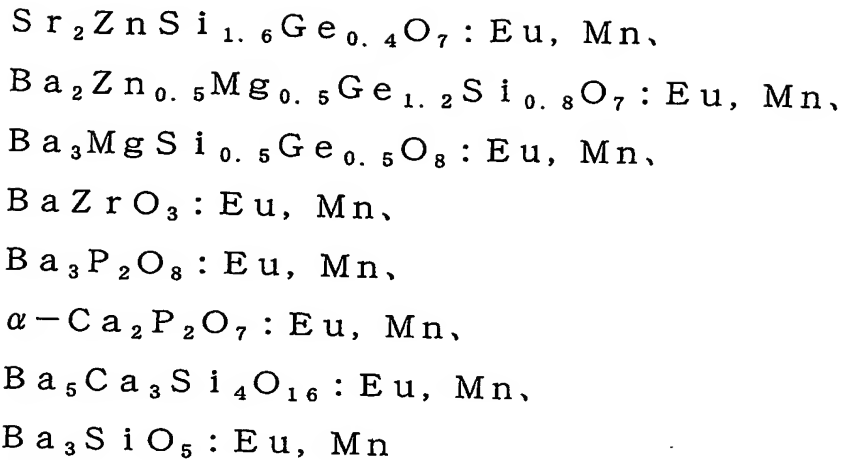 Sr₂ZnSi₁.₆Ge₀.₄O₇：Eu, Mn、
Ba₂Zn₀.₅Mg₀.₅Ge₁.₂Si₀.₈O₇：Eu, Mn、
Ba₃MgSi₀.₅Ge₀.₅O₈：Eu, Mn、
BaZrO₃：Eu, Mn、
Ba₃P₂O₈：Eu, Mn、
α－Ca₂P₂O₇：Eu, Mn、
Ba₅Ca₃Si₄O₁₆：Eu, Mn、
Ba₃SiO₅：Eu, Mn